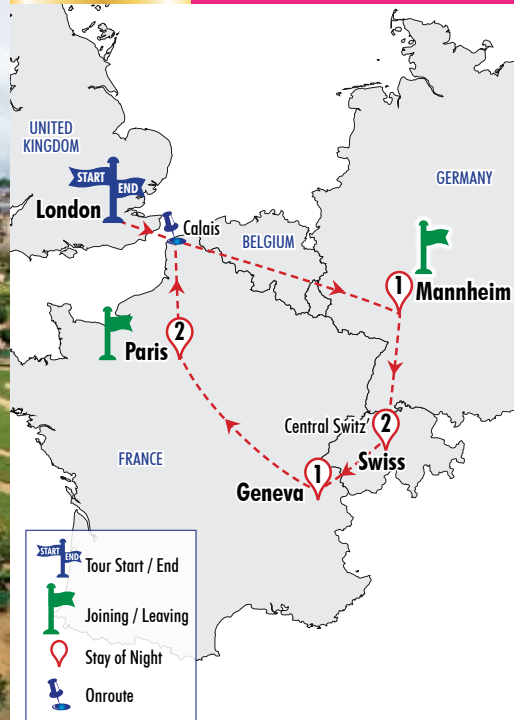 UNITED
KINGDOM
START
END
London
Calais
BELGIUM
GERMANY
1
Mannheim
2
Paris
Central Switz'
2
Swiss
FRANCE
1
Geneva
START
END
Tour Start / End
Joining / Leaving
Stay of Night
Onroute